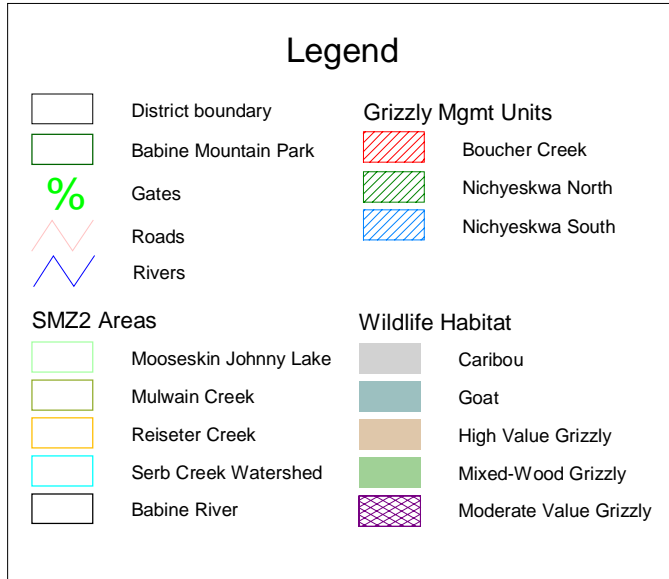 Legend
District boundary
Babine Mountain Park
% Gates
Roads
Rivers
SMZ2 Areas
Mooseskin Johnny Lake
Mulwain Creek
Reiseter Creek
Serb Creek Watershed
Babine River
Grizzly Mgmt Units
Boucher Creek
Nichyeskwa North
Nichyeskwa South
Wildlife Habitat
Caribou
Goat
High Value Grizzly
Mixed-Wood Grizzly
Moderate Value Grizzly